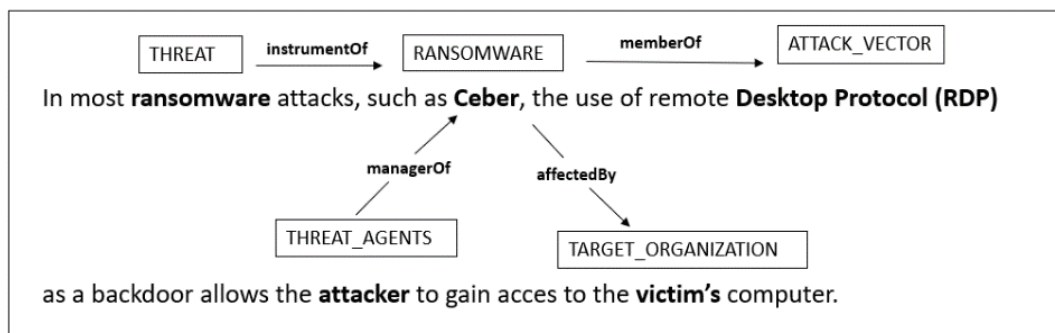 THREAT instrumentOf RANSOMWARE memberOf ATTACK_VECTOR
In most ransomware attacks, such as Ceber, the use of remote Desktop Protocol (RDP)
managerOf affectedBy
THREAT_AGENTS TARGET_ORGANIZATION
as a backdoor allows the attacker to gain acces to the victim's computer.